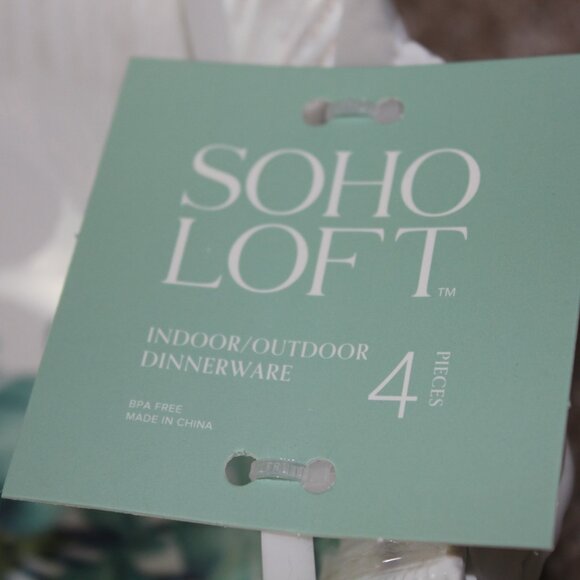 SOHO
LOFT™
INDOOR/OUTDOOR
DINNERWARE
4 PIECES
BPA FREE
MADE IN CHINA